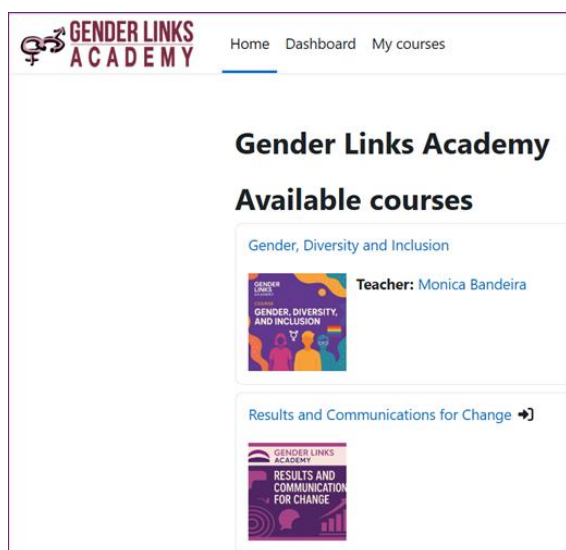 GENDER LINKS
ACADEMY
Home Dashboard My courses
Gender Links Academy
Available courses
Gender, Diversity and Inclusion
GENDER
LINKS
ACADEMY
COURSE
GENDER, DIVERSITY,
AND INCLUSION
Teacher: Monica Bandeira
Results and Communications for Change
GENDER LINKS
ACADEMY
RESULTS AND
COMMUNICATION
FOR CHANGE